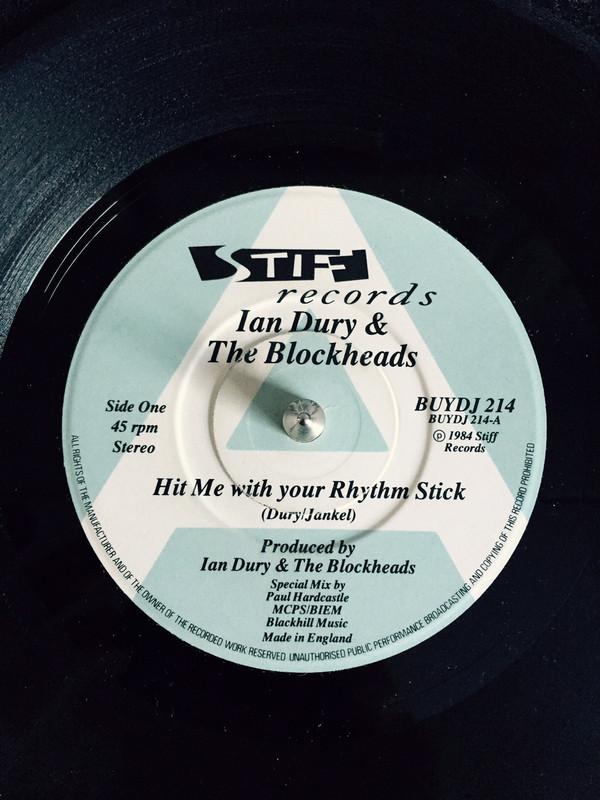 STIFF
records
Ian Dury &
The Blockheads
Side One
45 rpm
Stereo
BUYDJ 214
BUYDJ 214-A
℗ 1984 Stiff
Records
Hit Me with your Rhythm Stick
(Dury/Jankel)
Produced by
Ian Dury & The Blockheads
Special Mix by
Paul Hardcastle
MCPS/BIEM
Blackhill Music
Made in England
ALL RIGHTS OF THE MANUFACTURER AND OF THE OWNER OF THE RECORDED WORK RESERVED UNAUTHORISED PUBLIC PERFORMANCE BROADCASTING AND COPYING OF THIS RECORD PROHIBITED